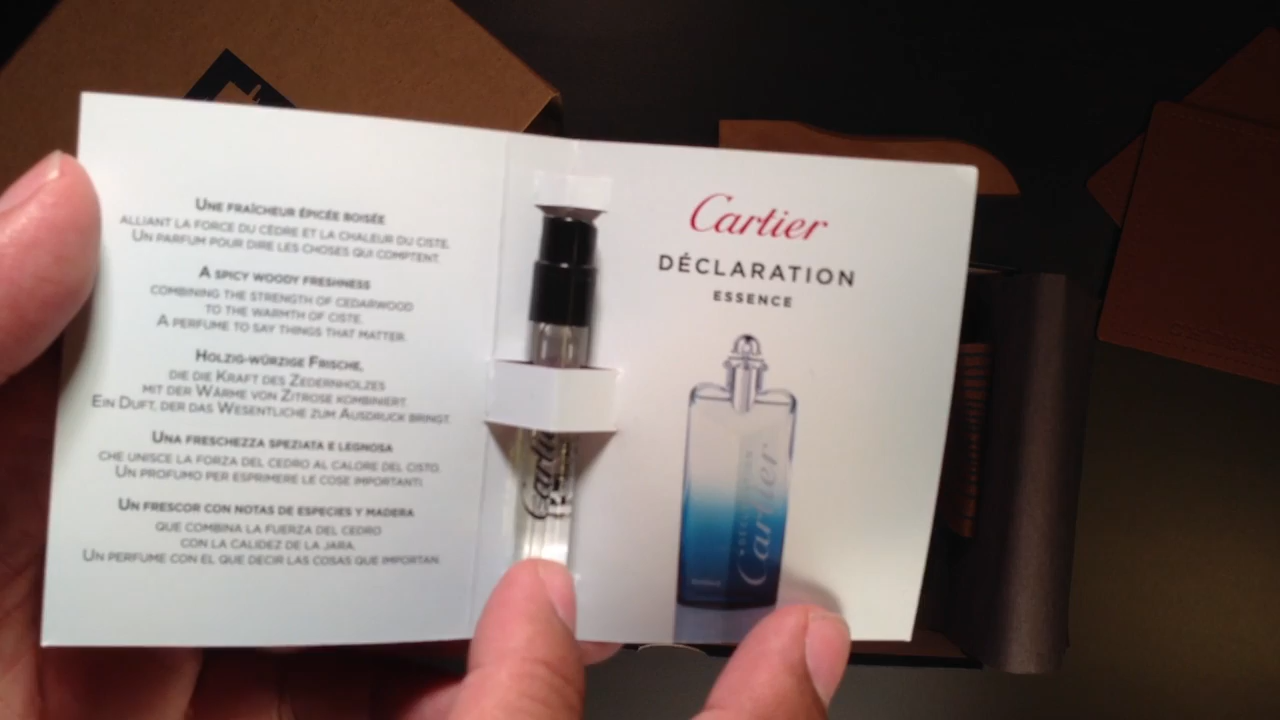 Une fraîcheur épicée boisée
alliant la force du cèdre et la chaleur du ciste.
Un parfum pour dire les choses qui comptent.
A spicy woody freshness
combining the strength of cedarwood
to the warmth of ciste.
A perfume to say things that matter.
Holzig-würzige Frische,
die die Kraft des Zedernholzes
mit der Wärme von Zitrose kombiniert.
Ein Duft, der das Wesentliche zum Ausdruck bringt.
Una freschezza speziata e legnosa
che unisce la forza del cedro al calore del cisto.
Un profumo per esprimere le cose importanti.
Un frescor con notas de especies y madera
que combina la fuerza del cedro
con la calidez de la jara.
Un perfume con el que decir las cosas que importan.
Cartier
Cartier
DÉCLARATION
ESSENCE
Cartier